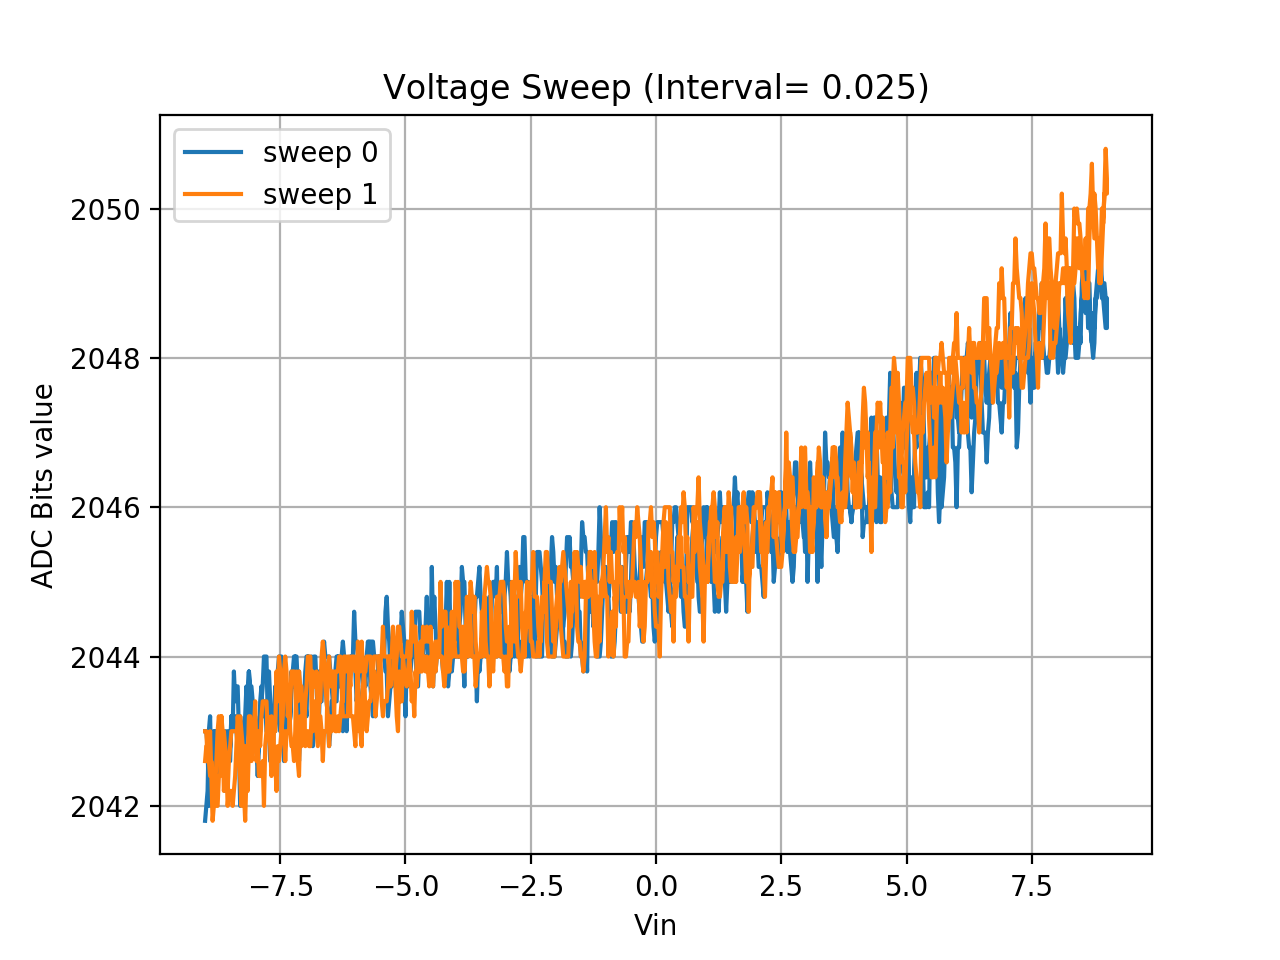 Voltage Sweep (Interval= 0.025)
sweep 0
sweep 1
ADC Bits value
2050
2048
2046
2044
2042
−7.5 −5.0 −2.5 0.0 2.5 5.0 7.5
Vin